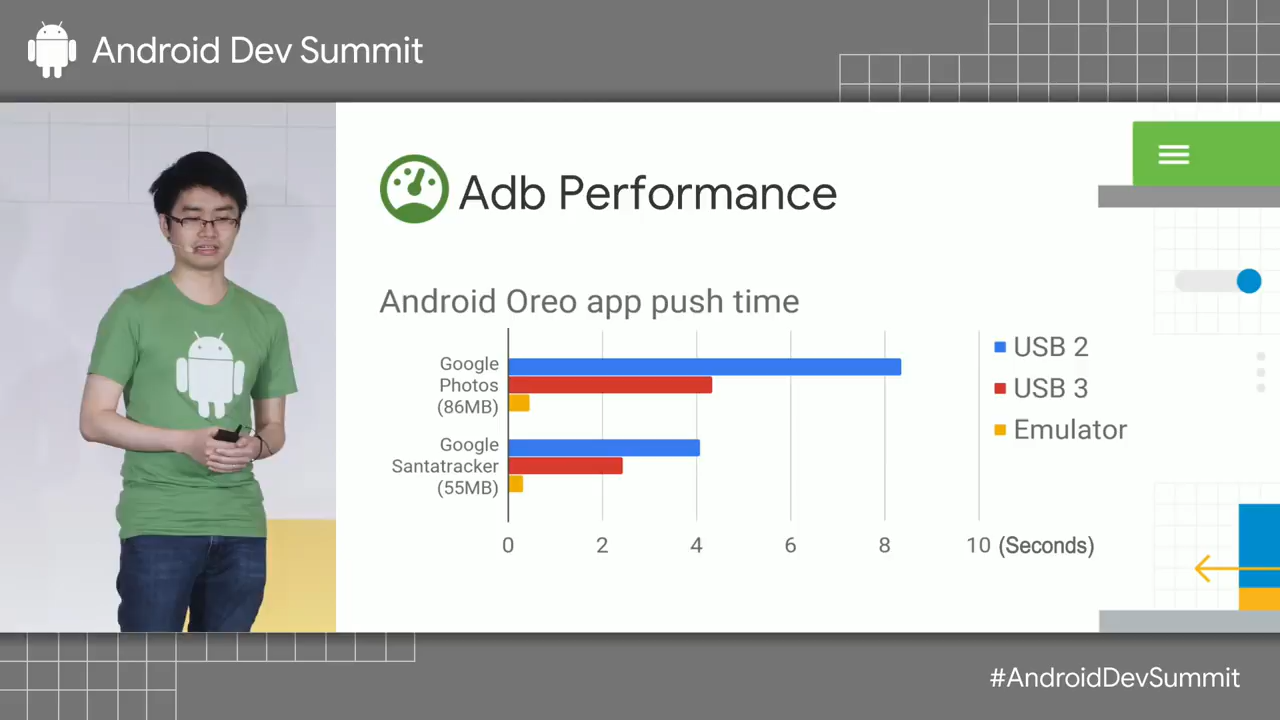 Android Dev Summit
Adb Performance
Android Oreo app push time
Google
Photos
(86MB)
Google
Santatracker
(55MB)
0 2 4 6 8 10 (Seconds)
USB 2
USB 3
Emulator
#AndroidDevSummit